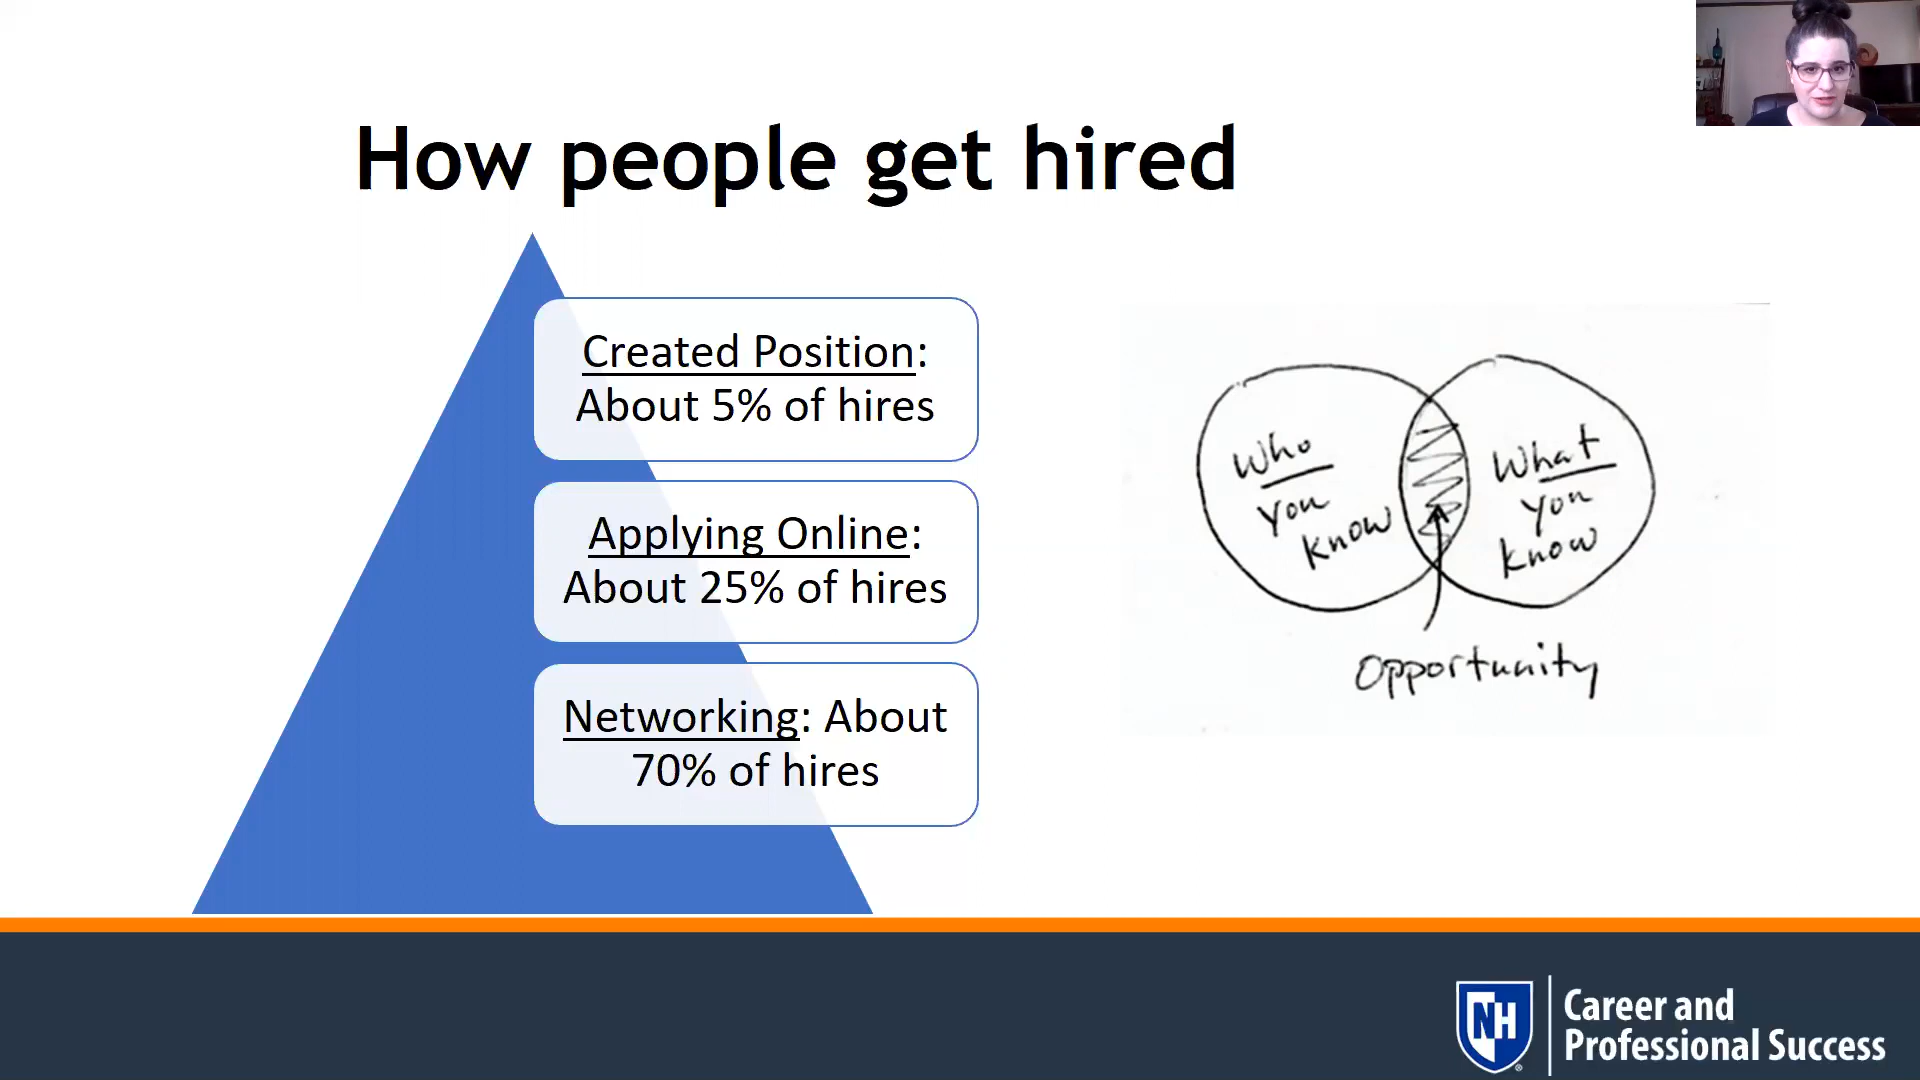 How people get hired
Created Position:
About 5% of hires
Applying Online:
About 25% of hires
Networking: About
70% of hires
Who
You
Know
What
You
Know
Opportunity
NH
Career and
Professional Success